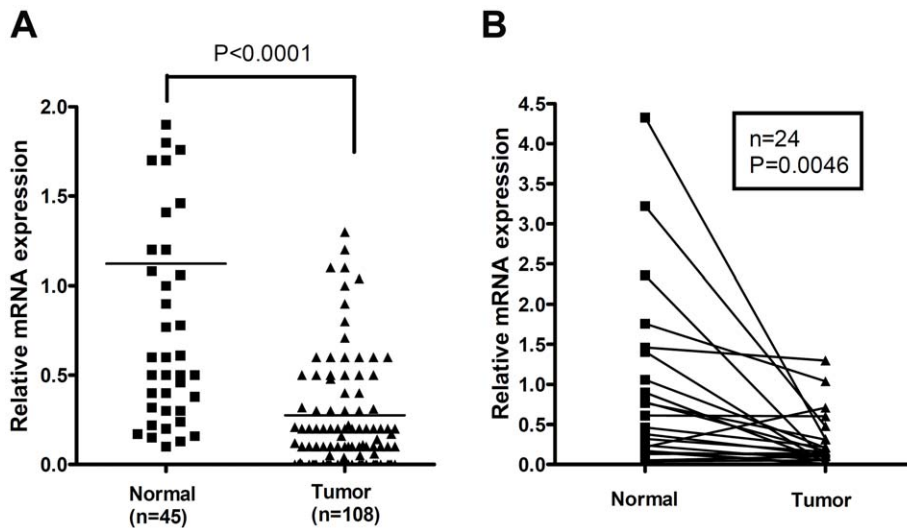 A
P<0.0001
Relative mRNA expression
2.0
1.5
1.0
0.5
0.0
Normal
(n=45)
Tumor
(n=108)
B
n=24
P=0.0046
Relative mRNA expression
4.5
4.0
3.5
3.0
2.5
2.0
1.5
1.0
0.5
0.0
Normal
Tumor